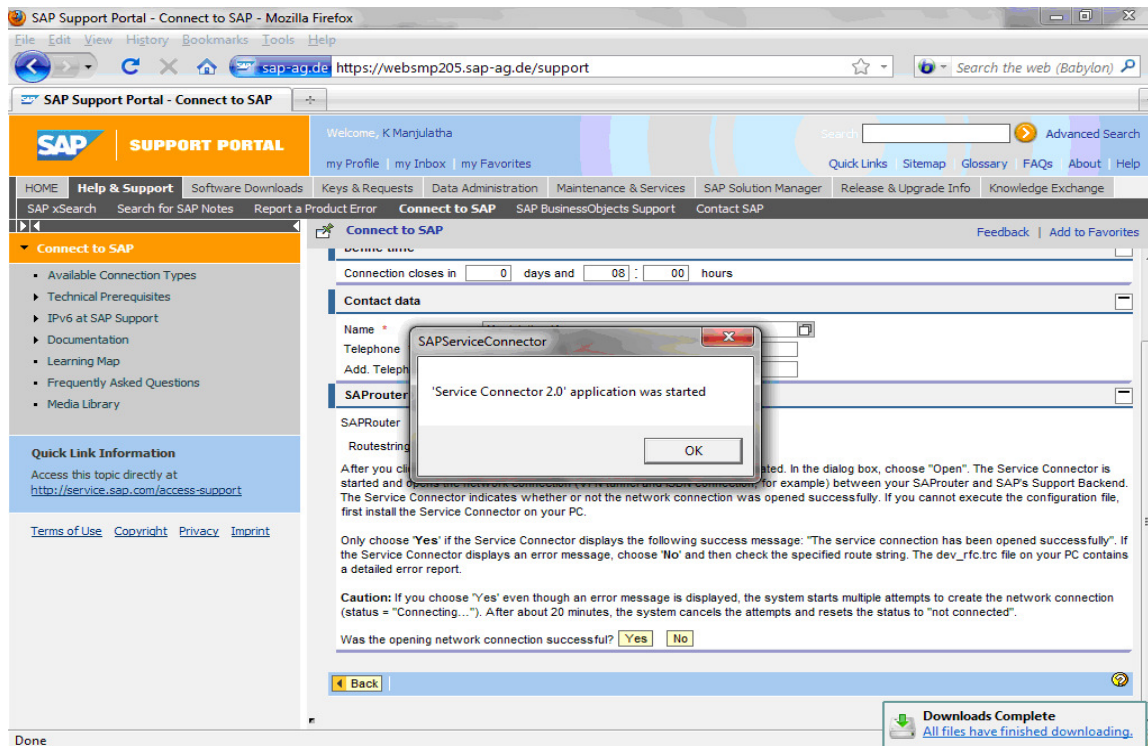 SAP Support Portal - Connect to SAP - Mozilla Firefox
File Edit View History Bookmarks Tools Help
sap-ag.de https://websmp205.sap-ag.de/support
Search the web (Babylon)
SAP Support Portal - Connect to SAP
SAP SUPPORT PORTAL
Welcome, K Manjulatha
Search
Advanced Search
my Profile | my Inbox | my Favorites
Quick Links Sitemap Glossary FAQs About Help
HOME Help & Support Software Downloads Keys & Requests Data Administration Maintenance & Services SAP Solution Manager Release & Upgrade Info Knowledge Exchange
SAP xSearch Search for SAP Notes Report a Product Error Connect to SAP SAP BusinessObjects Support Contact SAP
Connect to SAP
Available Connection Types
Technical Prerequisites
IPv6 at SAP Support
Documentation
Learning Map
Frequently Asked Questions
Media Library
Quick Link Information
Access this topic directly at
http://service.sap.com/access-support
Terms of Use Copyright Privacy Imprint
Connect to SAP
Feedback | Add to Favorites
Define time
Connection closes in 0 days and 08 : 00 hours
Contact data
Name *
Telephone
Add. Teleph
SAProuter
SAPRouter
Routestring
SAPServiceConnector
'Service Connector 2.0' application was started
OK
After you cli ated. In the dialog box, choose "Open". The Service Connector is
started and opens the network connection for example) between your SAProuter and SAP's Support Backend.
The Service Connector indicates whether or not the network connection was opened successfully. If you cannot execute the configuration file,
first install the Service Connector on your PC.
Only choose 'Yes' if the Service Connector displays the following success message: "The service connection has been opened successfully". If
the Service Connector displays an error message, choose 'No' and then check the specified route string. The dev_rfc.trc file on your PC contains
a detailed error report.
Caution: If you choose 'Yes' even though an error message is displayed, the system starts multiple attempts to create the network connection
(status = "Connecting..."). After about 20 minutes, the system cancels the attempts and resets the status to "not connected".
Was the opening network connection successful? Yes No
Back
Downloads Complete
All files have finished downloading.
Done